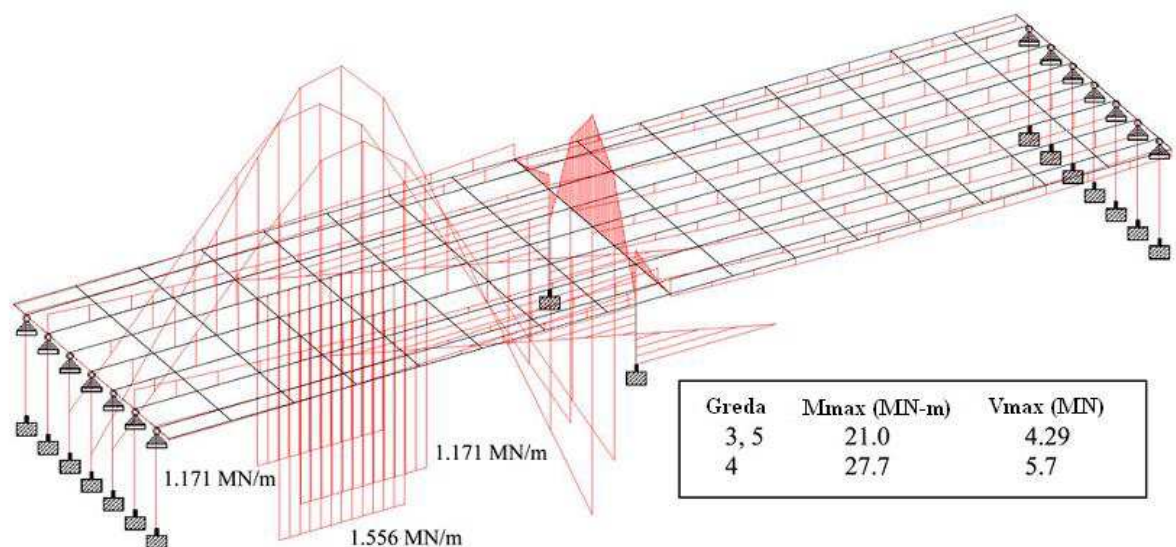 1.171 MN/m
1.171 MN/m
1.556 MN/m
Greda Mmax (MN-m) Vmax (MN)
3, 5 21.0 4.29
4 27.7 5.7